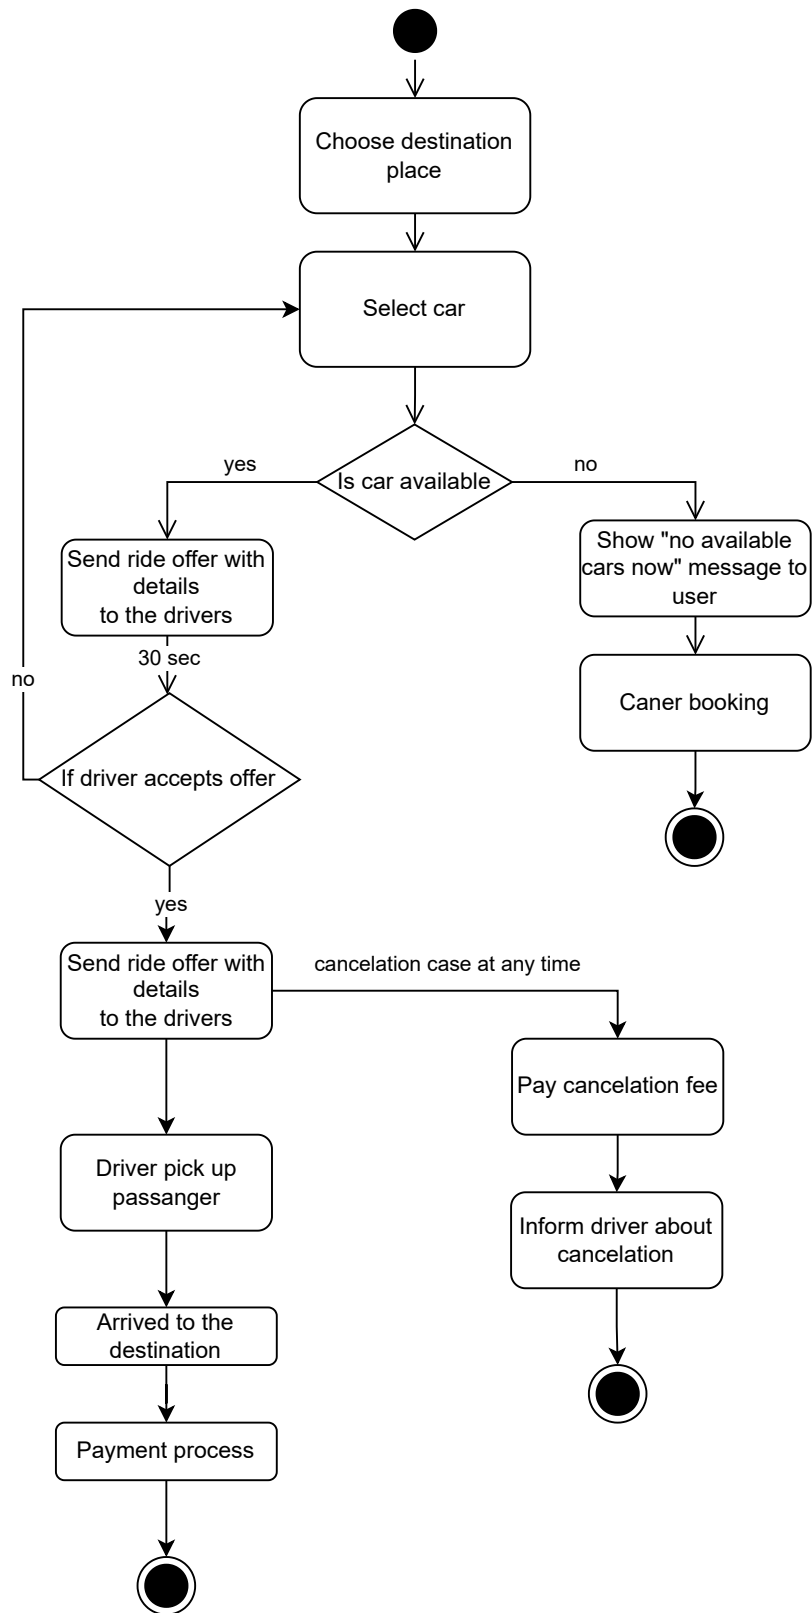 Choose destination
place
Select car
yes
Is car available
no
Send ride offer with
details
to the drivers
Show "no available
cars now" message to
user
30 sec
no
Caner booking
If driver accepts offer
yes
Send ride offer with
details
to the drivers
cancelation case at any time
Pay cancelation fee
Driver pick up
passanger
Inform driver about
cancelation
Arrived to the
destination
Payment process